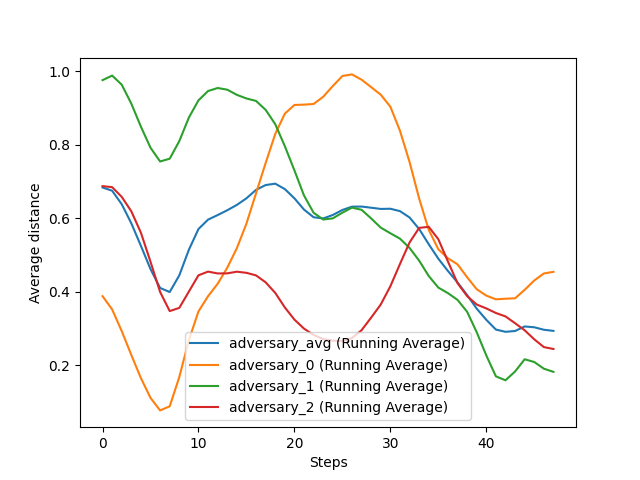 1.0
0.8
0.6
0.4
0.2
Average distance
adversary_avg (Running Average)
adversary_0 (Running Average)
adversary_1 (Running Average)
adversary_2 (Running Average)
0 10 20 30 40
Steps